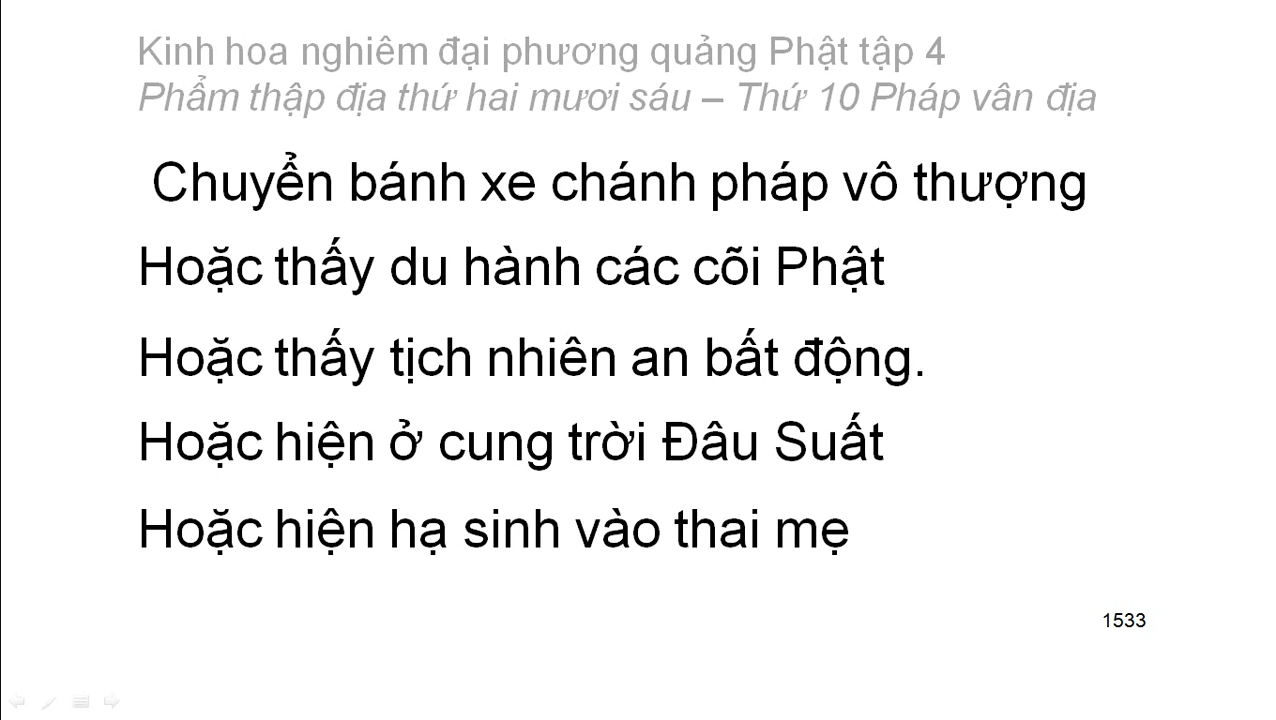 Kinh hoa nghiêm đại phương quảng Phật tập 4
Phẩm thập địa thứ hai mươi sáu – Thứ 10 Pháp vân địa
Chuyển bánh xe chánh pháp vô thượng
Hoặc thấy du hành các cõi Phật
Hoặc thấy tịch nhiên an bất động.
Hoặc hiện ở cung trời Đâu Suất
Hoặc hiện hạ sinh vào thai mẹ
1533